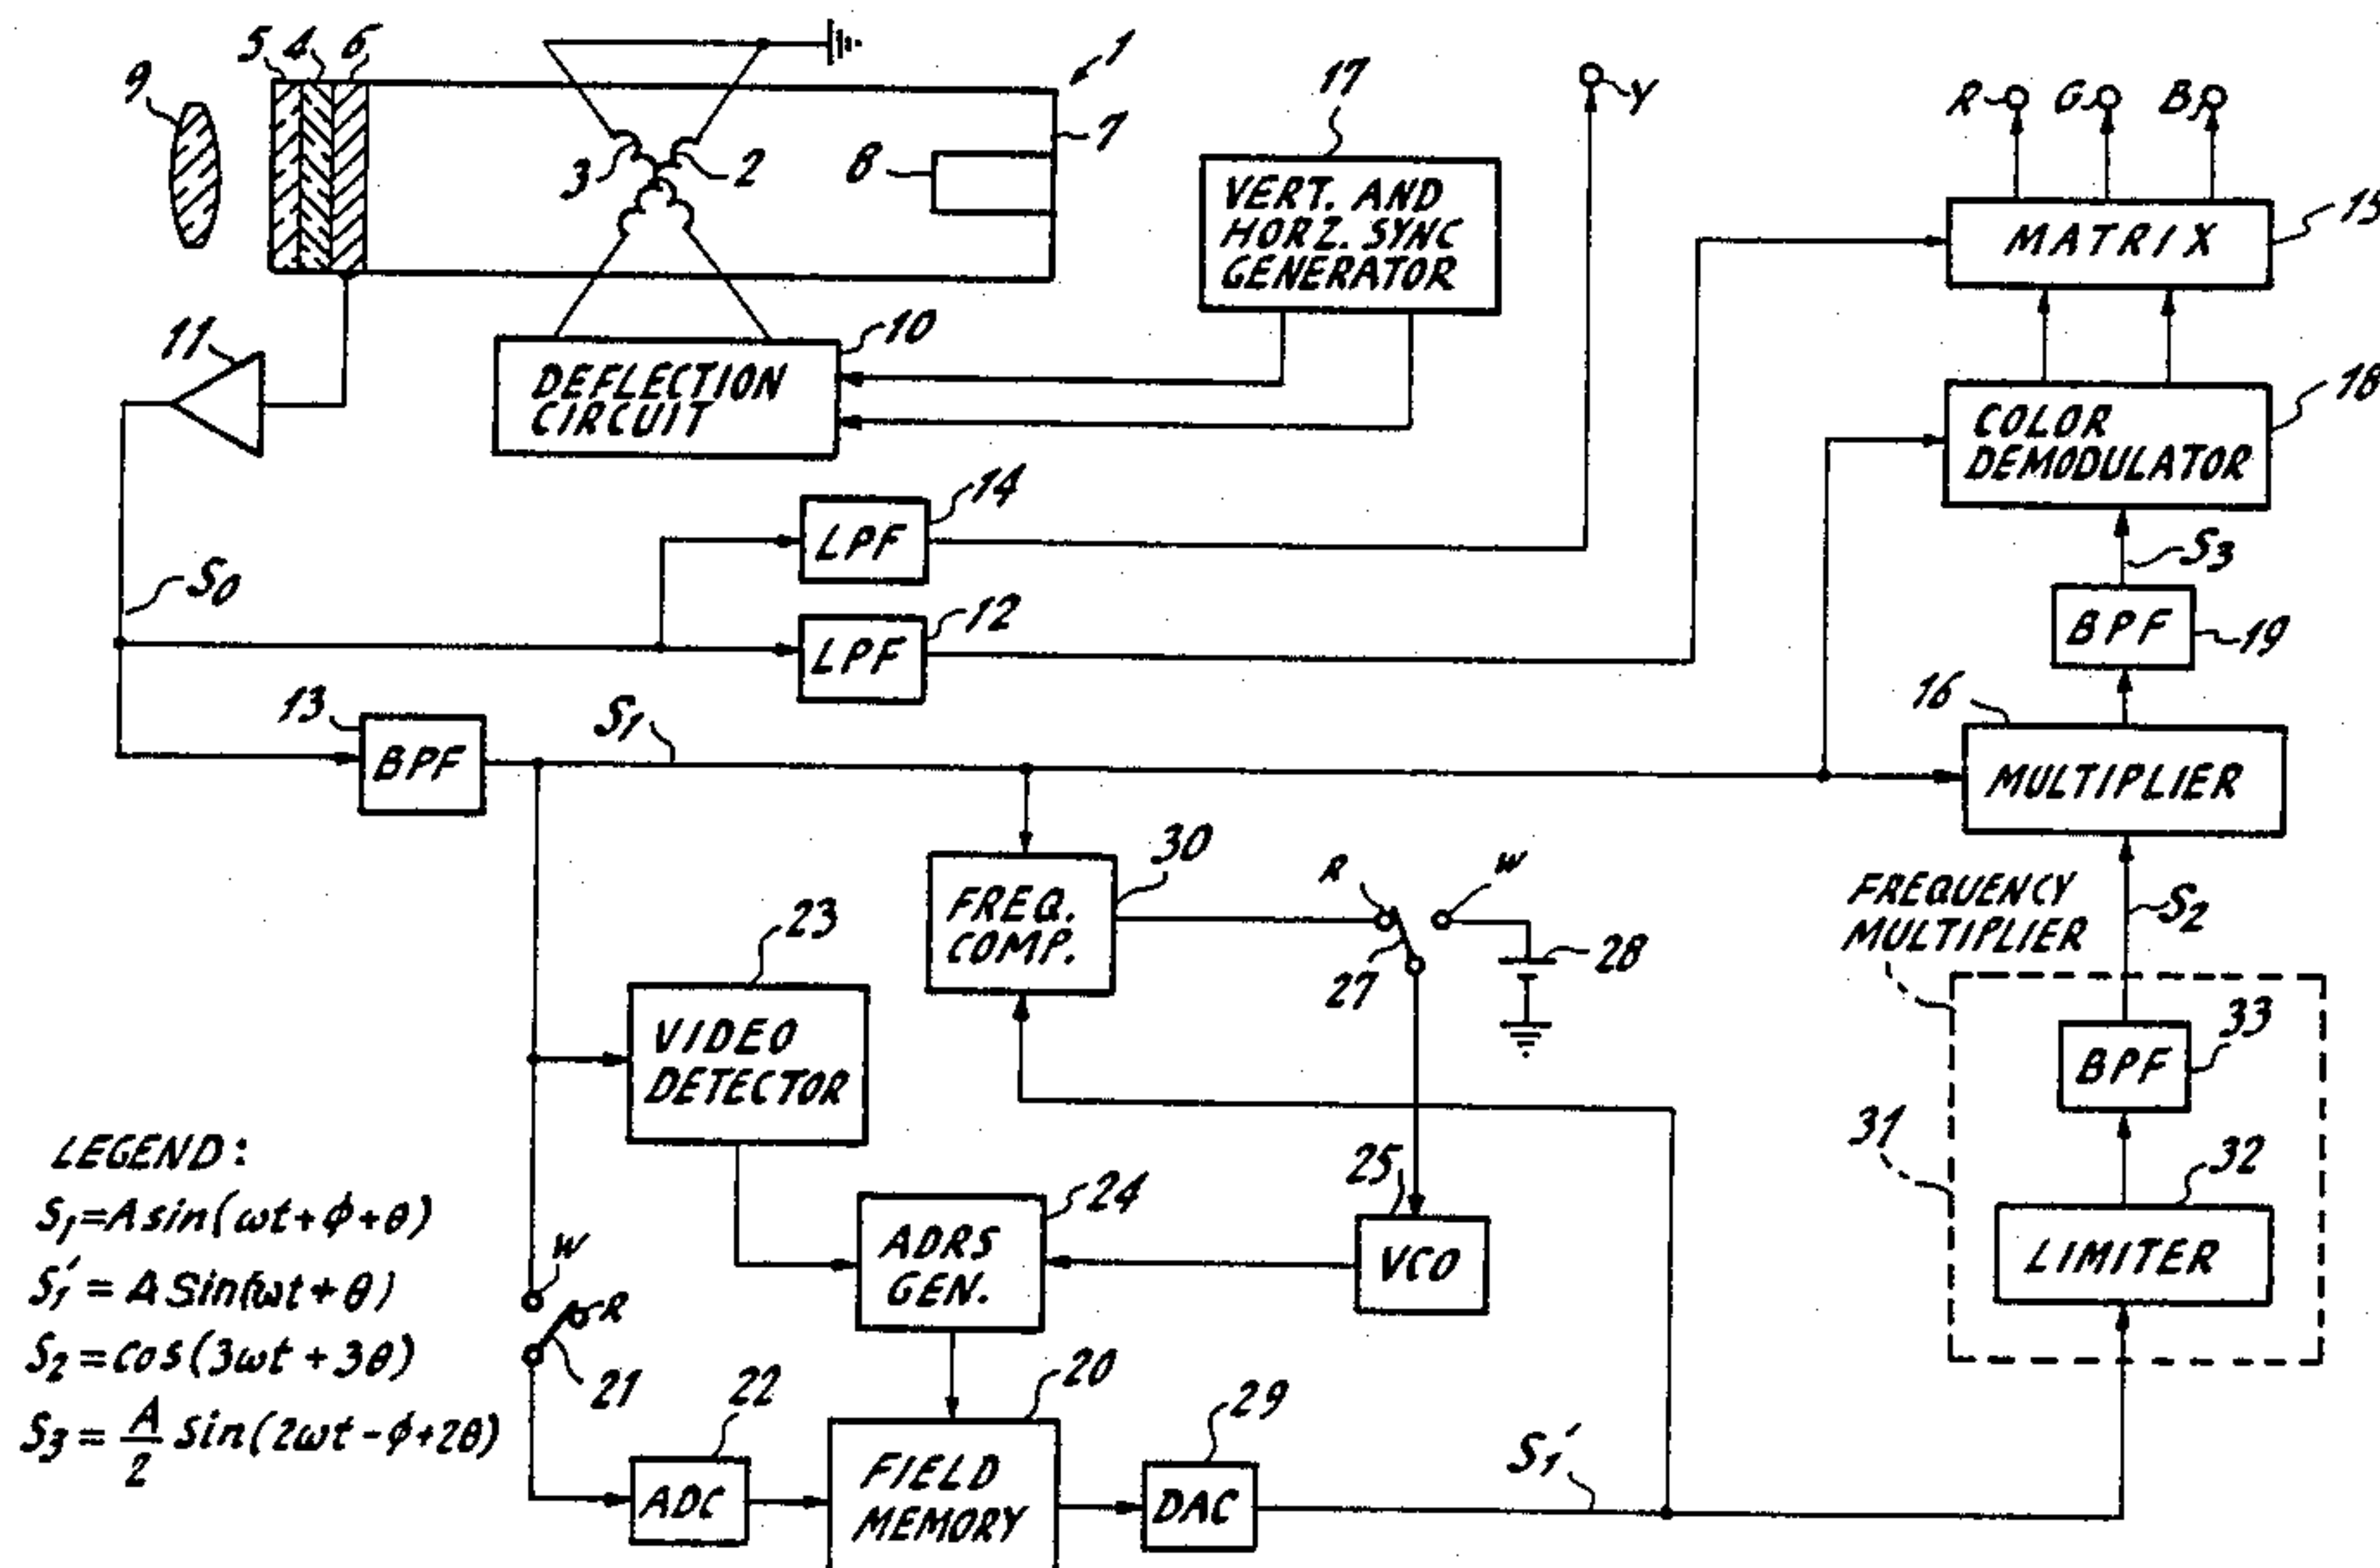 5 4 6
9
3
2
8
7
1
17
VERT. AND
HORZ. SYNC
GENERATOR
Y
R G B
MATRIX
15
11
10
DEFLECTION
CIRCUIT
18
COLOR
DEMODULATOR
S3
BPF
19
14
LPF
S0
12
LPF
13
BPF
S1
16
MULTIPLIER
30
FREQ.
COMP.
R
W
27
28
FREQUENCY
MULTIPLIER
S2
33
BPF
31
32
LIMITER
23
VIDEO
DETECTOR
24
ADRS
GEN.
25
VCO
W
R
21
22
ADC
20
FIELD
MEMORY
29
DAC
S1'
LEGEND:
S1=A sin(ωt+φ+θ)
S1' = A Sin(ωt+θ)
S2 = cos(3ωt+3θ)
S3 = A/2 sin(2ωt-φ+2θ)